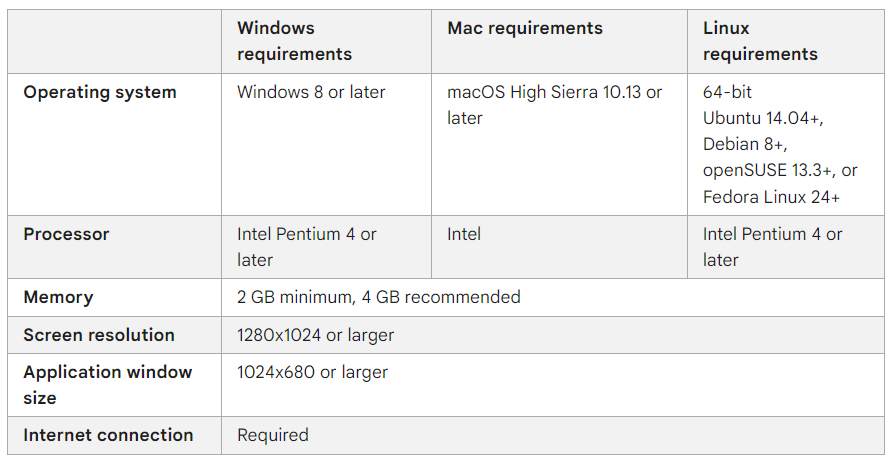 Windows requirements
Mac requirements
Linux requirements
Operating system
Windows 8 or later
macOS High Sierra 10.13 or
later
64-bit
Ubuntu 14.04+,
Debian 8+,
openSUSE 13.3+, or
Fedora Linux 24+
Processor
Intel Pentium 4 or
later
Intel
Intel Pentium 4 or
later
Memory
2 GB minimum, 4 GB recommended
Screen resolution
1280x1024 or larger
Application window
size
1024x680 or larger
Internet connection
Required